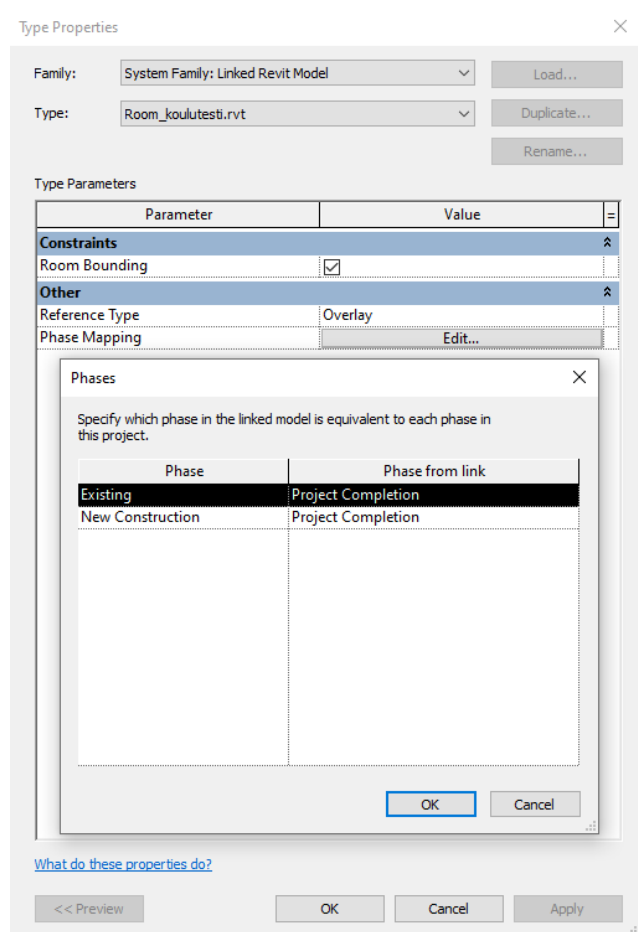 Type Properties
Family: System Family: Linked Revit Model Load...
Type: Room_koulutesti.rvt Duplicate...
Rename...
Type Parameters
Parameter Value =
Constraints
Room Bounding
Other
Reference Type Overlay
Phase Mapping Edit...
Phases
Specify which phase in the linked model is equivalent to each phase in
this project.
Phase Phase from link
Existing Project Completion
New Construction Project Completion
OK Cancel
What do these properties do?
<< Preview OK Cancel Apply